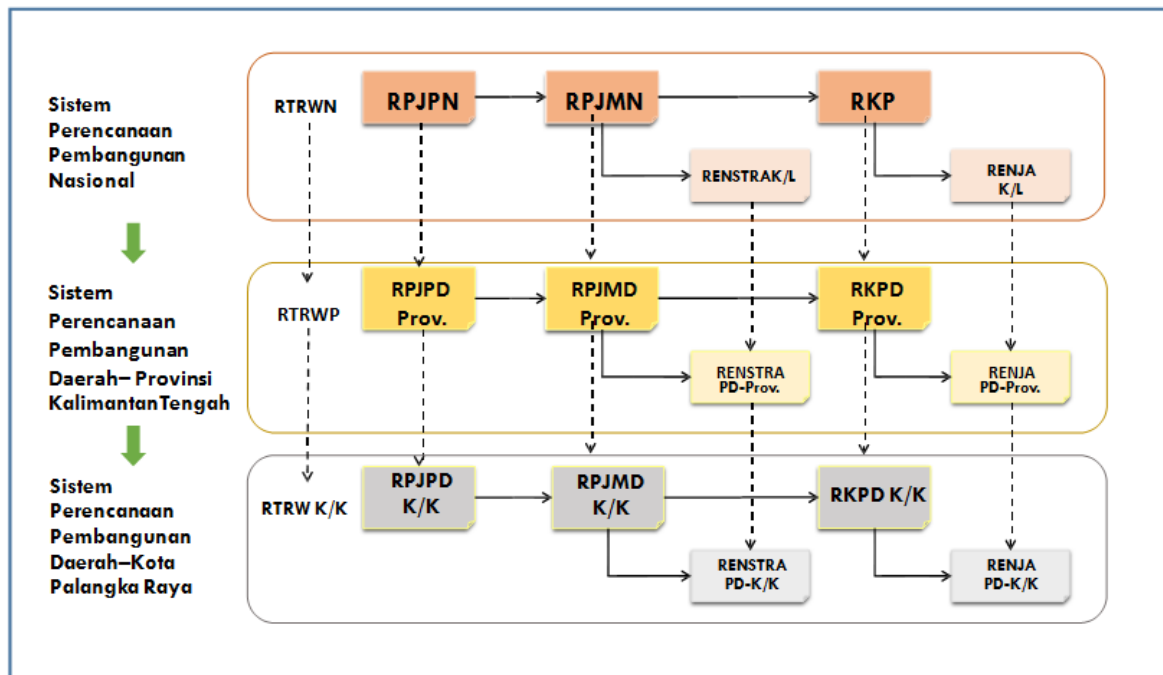 Sistem
Perencanaan
Pembangunan
Nasional
RTRWN
RPJPN
RPJMN
RKP
RENSTRAK/L
RENJA
K/L
Sistem
Perencanaan
Pembangunan
Daerah– Provinsi
KalimantanTengah
RTRWP
RPJPD
Prov.
RPJMD
Prov.
RKPD
Prov.
RENSTRA
PD-Prov.
RENJA
PD-Prov.
Sistem
Perencanaan
Pembangunan
Daerah–Kota
Palangka Raya
RTRW K/K
RPJPD
K/K
RPJMD
K/K
RKPD K/K
RENSTRA
PD-K/K
RENJA
PD-K/K